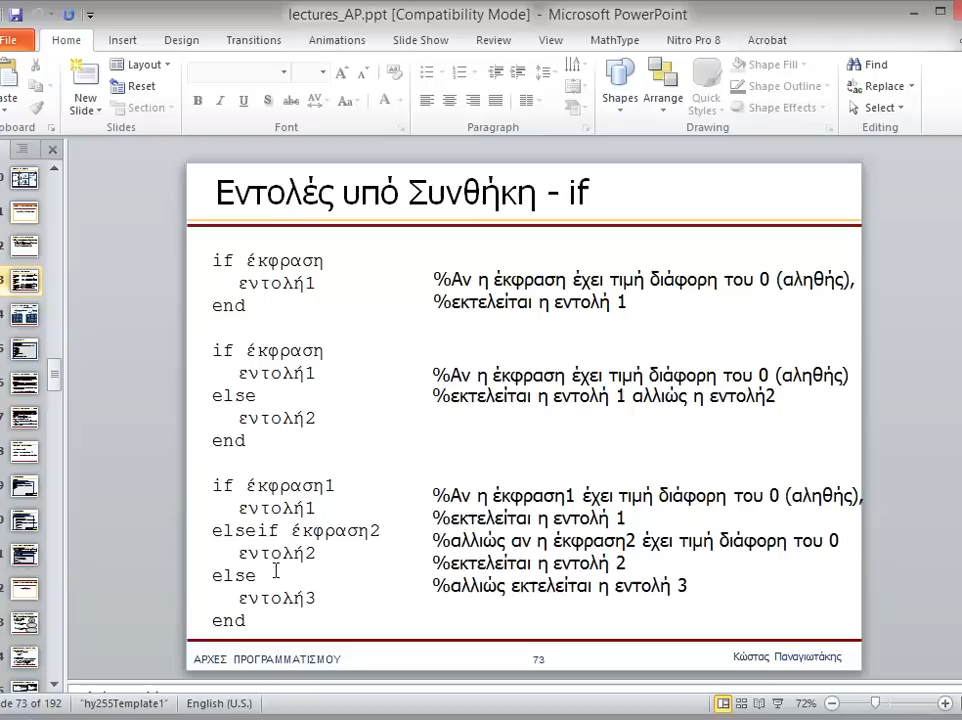 lectures_AP.ppt [Compatibility Mode] - Microsoft PowerPoint
File Home Insert Design Transitions Animations Slide Show Review View MathType Nitro Pro 8 Acrobat
Layout Shape Fill Find
Reset Shape Outline Replace
New Slide Section Shapes Arrange Quick Styles Shape Effects Select
Slides Font Paragraph Drawing Editing
Εντολές υπό Συνθήκη - if
if έκφραση
εντολή1
end
%Αν η έκφραση έχει τιμή διάφορη του 0 (αληθής),
%εκτελείται η εντολή 1
if έκφραση
εντολή1
else
εντολή2
end
%Αν η έκφραση έχει τιμή διάφορη του 0 (αληθής)
%εκτελείται η εντολή 1 αλλιώς η εντολή2
if έκφραση1
εντολή1
elseif έκφραση2
εντολή2
else
εντολή3
end
%Αν η έκφραση1 έχει τιμή διάφορη του 0 (αληθής),
%εκτελείται η εντολή 1
%αλλιώς αν η έκφραση2 έχει τιμή διάφορη του 0
%εκτελείται η εντολή 2
%αλλιώς εκτελείται η εντολή 3
ΑΡΧΕΣ ΠΡΟΓΡΑΜΜΑΤΙΣΜΟΥ 73 Κώστας Παναγιωτάκης
de 73 of 192 "hy255Template1" English (U.S.) 72%